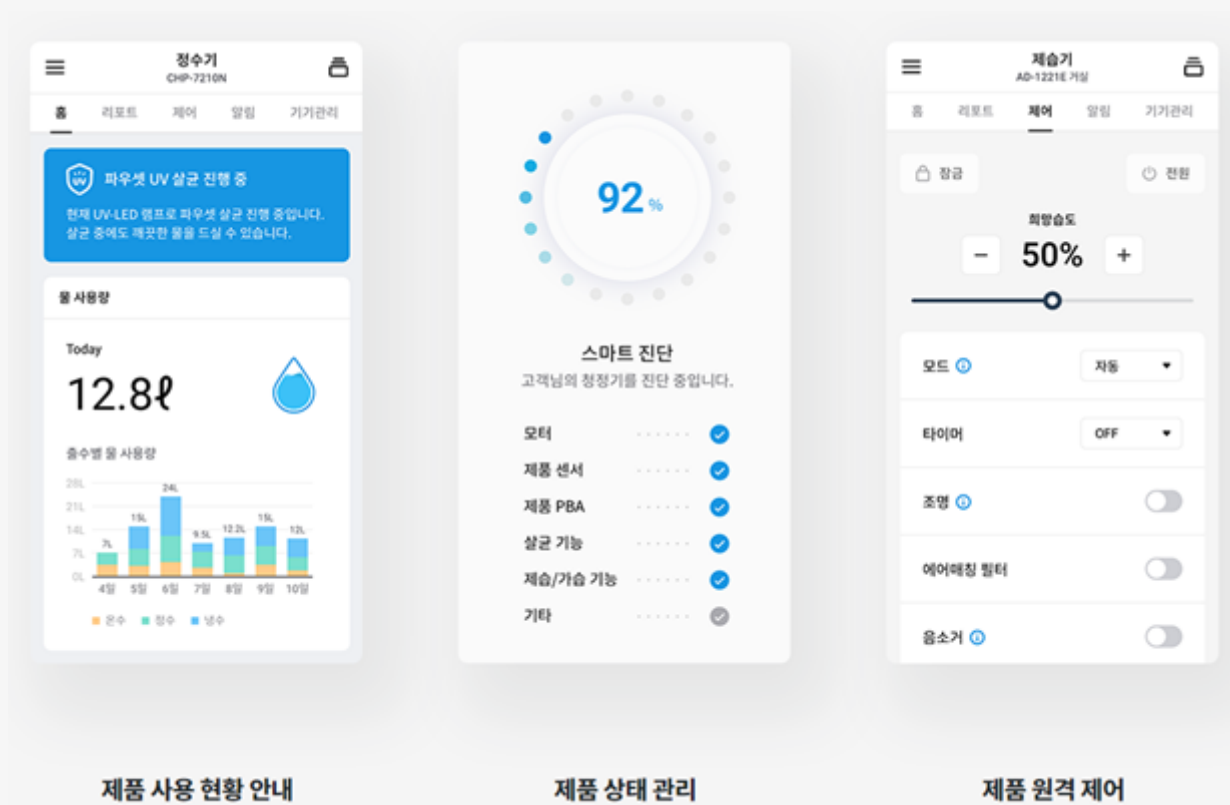 정수기
CHP-7210N
홈 리포트 제어 알림 기기관리
UV
파우셋 UV 살균 진행 중
현재 UV-LED 램프로 파우셋 살균 진행 중입니다.
살균 중에도 깨끗한 물을 드실 수 있습니다.
물 사용량
Today
12.8ℓ
출수별 물 사용량
28L
21L
14L
7L
0L
7L 15L 24L 9.5L 12.2L 15L 12L
4일 5일 6일 7일 8일 9일 10일
온수 정수 냉수
제품 사용 현황 안내
92%
스마트 진단
고객님의 청정기를 진단 중입니다.
모터
제품 센서
제품 PBA
살균 기능
제습/가습 기능
기타
제품 상태 관리
제습기
AD-1221E 거실
홈 리포트 제어 알림 기기관리
잠금 전원
희망습도
- 50% +
모드 자동
타이머 OFF
조명
에어매칭 필터
음소거
제품 원격 제어